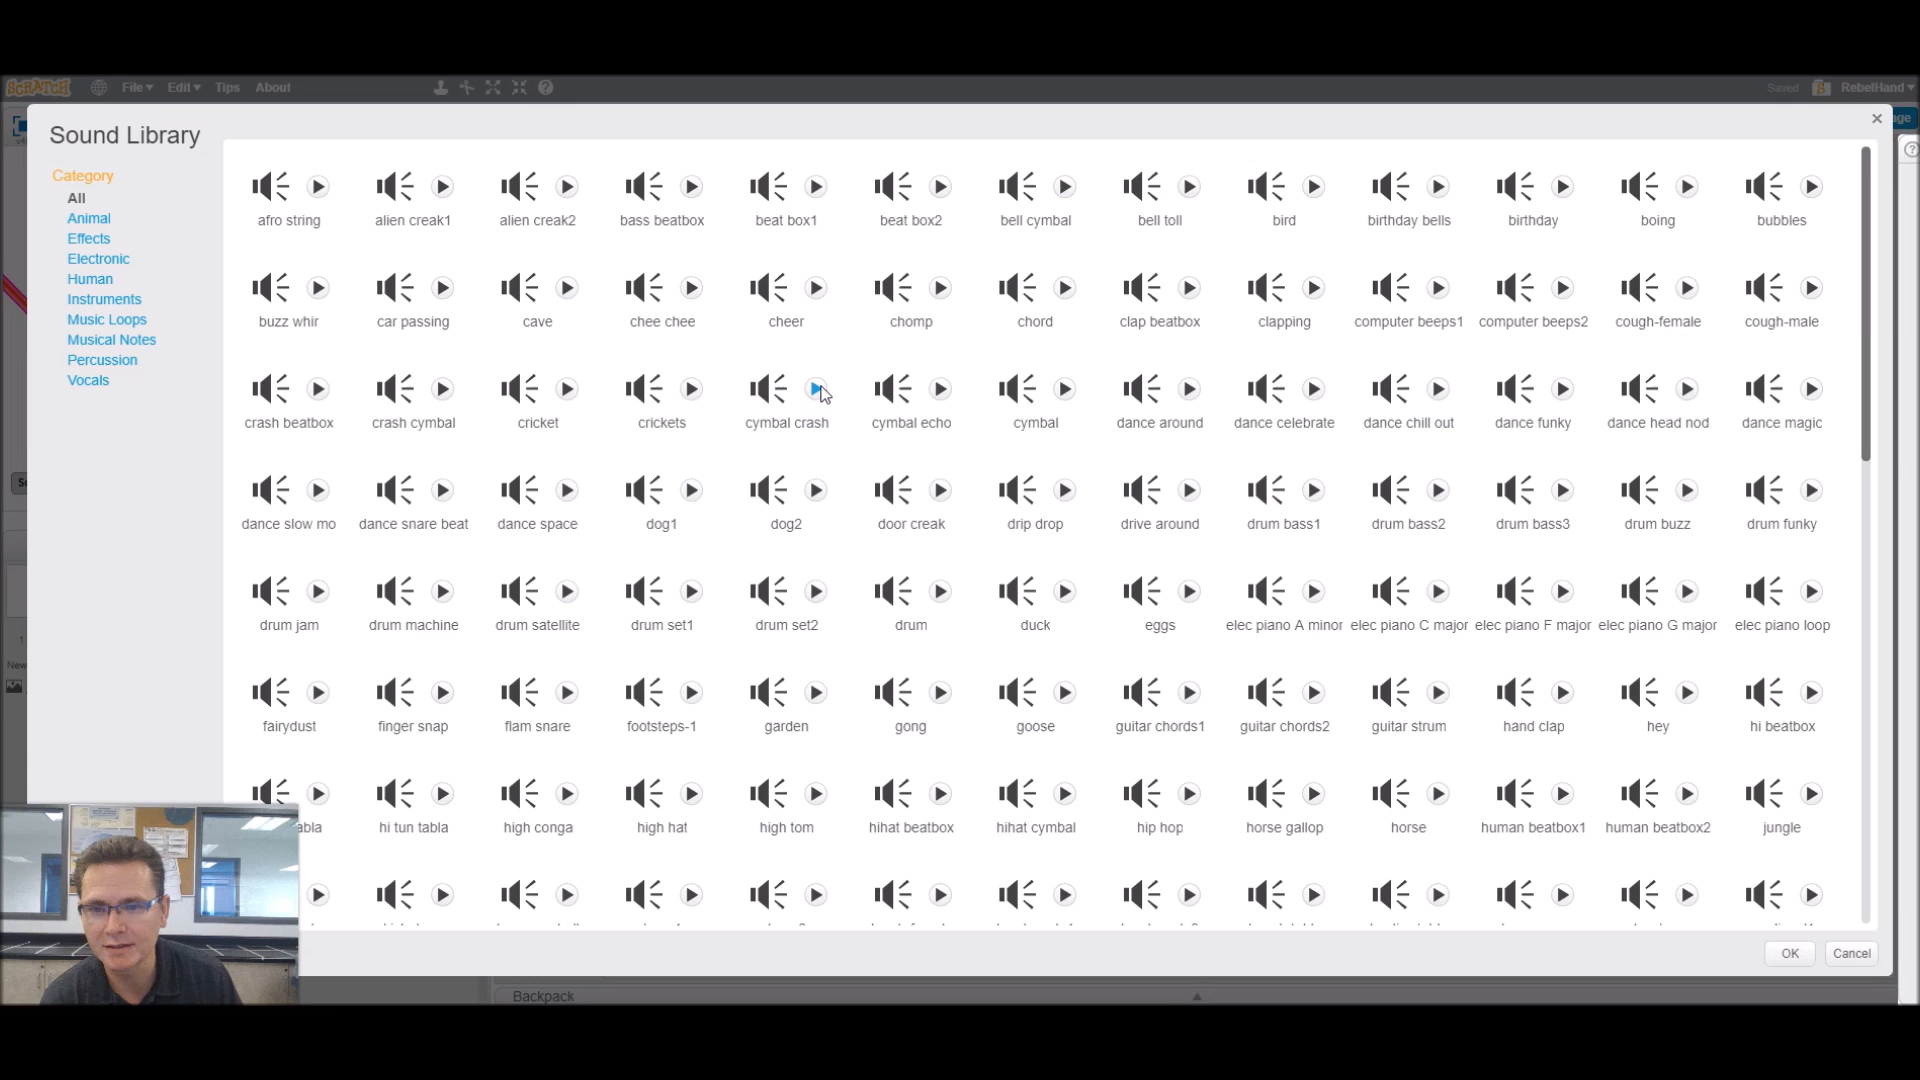 SCRATCH File Edit Tips About Saved RebelHand
Sound Library
Category
All
Animal
Effects
Electronic
Human
Instruments
Music Loops
Musical Notes
Percussion
Vocals
afro string alien creak1 alien creak2 bass beatbox beat box1 beat box2 bell cymbal bell toll bird birthday bells birthday boing bubbles
buzz whir car passing cave chee chee cheer chomp chord clap beatbox clapping computer beeps1 computer beeps2 cough-female cough-male
crash beatbox crash cymbal cricket crickets cymbal crash cymbal echo cymbal dance around dance celebrate dance chill out dance funky dance head nod dance magic
dance slow mo dance snare beat dance space dog1 dog2 door creak drip drop drive around drum bass1 drum bass2 drum bass3 drum buzz drum funky
drum jam drum machine drum satellite drum set1 drum set2 drum duck eggs elec piano A minor elec piano C major elec piano F major elec piano G major elec piano loop
fairydust finger snap flam snare footsteps-1 garden gong goose guitar chords1 guitar chords2 guitar strum hand clap hey hi beatbox
abla hi tun tabla high conga high hat high tom hihat beatbox hihat cymbal hip hop horse gallop horse human beatbox1 human beatbox2 jungle
New
OK Cancel
Backpack